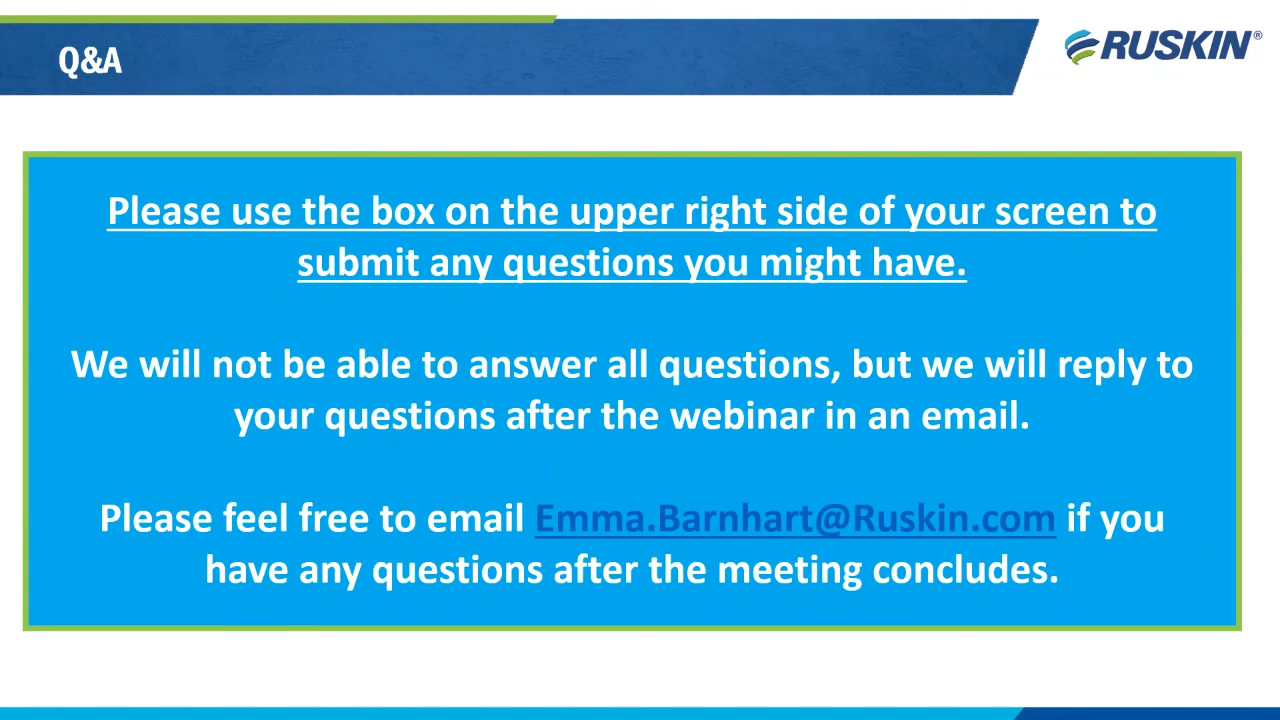 Q&A
RUSKIN®
Please use the box on the upper right side of your screen to
submit any questions you might have.
We will not be able to answer all questions, but we will reply to
your questions after the webinar in an email.
Please feel free to email Emma.Barnhart@Ruskin.com if you
have any questions after the meeting concludes.